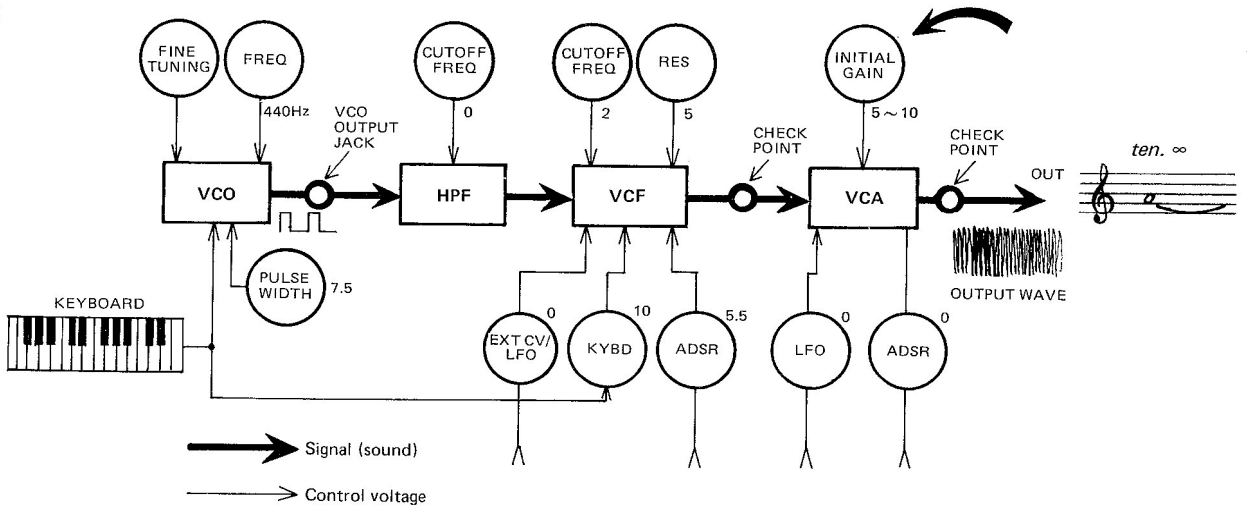 FINE
TUNING
FREQ
440Hz
CUTOFF
FREQ
0
CUTOFF
FREQ
2
RES
5
INITIAL
GAIN
5~10
VCO
OUTPUT
JACK
CHECK
POINT
CHECK
POINT
ten. ∞
VCO
HPF
VCF
VCA
OUT
PULSE
WIDTH
7.5
OUTPUT WAVE
KEYBOARD
EXT CV/
LFO
0
KYBD
10
ADSR
5.5
LFO
0
ADSR
0
Signal (sound)
Control voltage